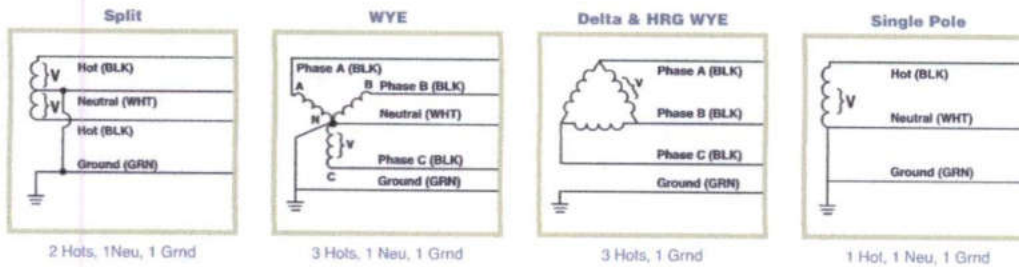 Split
Hot (BLK)
V
Neutral (WHT)
V
Hot (BLK)
Ground (GRN)
2 Hots, 1Neu, 1 Grnd
WYE
Phase A (BLK)
A
B
Phase B (BLK)
N
Neutral (WHT)
V
Phase C (BLK)
C
Ground (GRN)
3 Hots, 1 Neu, 1 Grnd
Delta & HRG WYE
Phase A (BLK)
V
Phase B (BLK)
Phase C (BLK)
Ground (GRN)
3 Hots, 1 Grnd
Single Pole
Hot (BLK)
V
Neutral (WHT)
Ground (GRN)
1 Hot, 1 Neu, 1 Grnd